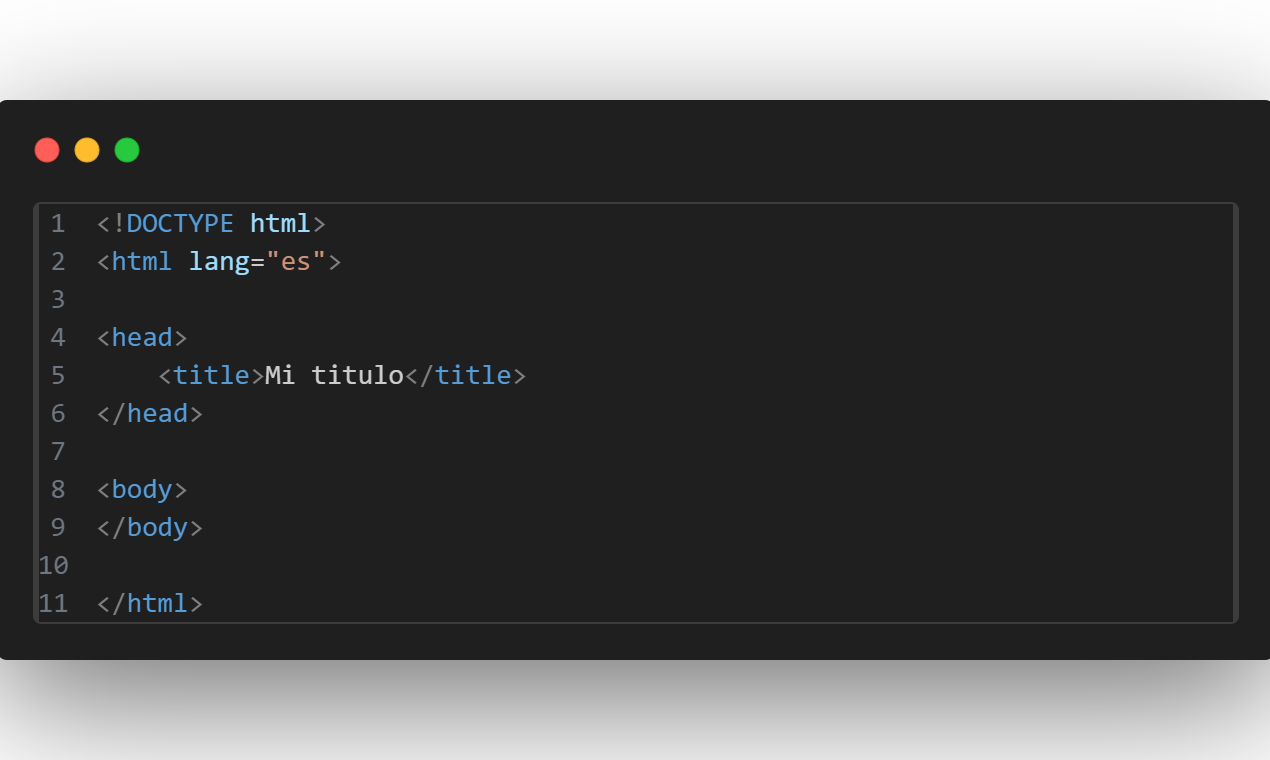 1 <!DOCTYPE html>
2 <html lang="es">
3
4 <head>
5     <title>Mi titulo</title>
6 </head>
7
8 <body>
9 </body>
10
11 </html>